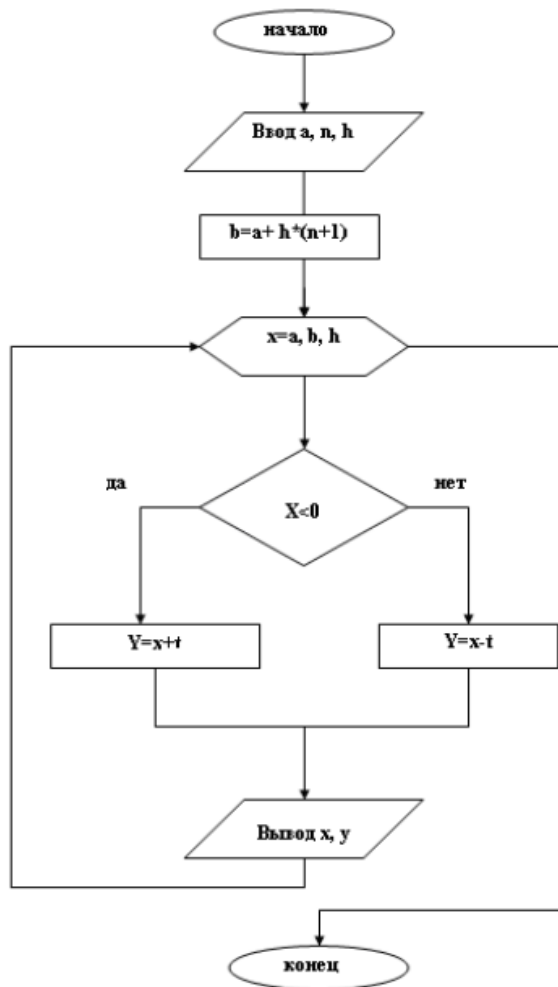 начало
Ввод a, n, h
b=a+ h*(n+1)
x=a, b, h
да
нет
X<0
Y=x+t
Y=x-t
Вывод x, y
конец